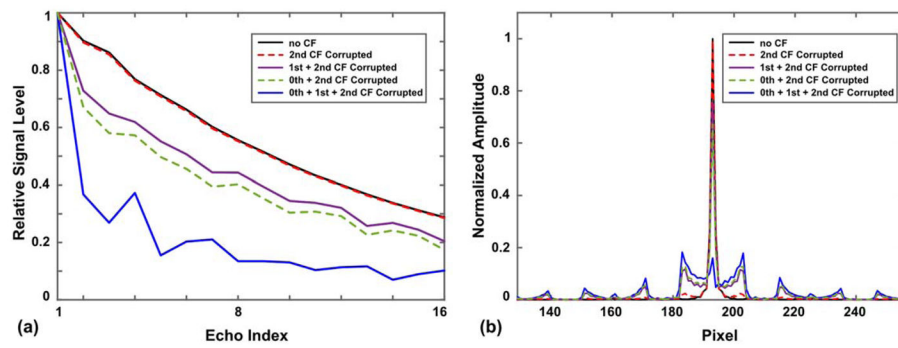 1
0.8
0.6
0.4
0.2
0
Relative Signal Level
no CF
2nd CF Corrupted
1st + 2nd CF Corrupted
0th + 2nd CF Corrupted
0th + 1st + 2nd CF Corrupted
1 8 16
(a) Echo Index
1
0.8
0.6
0.4
0.2
0
Normalized Amplitude
no CF
2nd CF Corrupted
1st + 2nd CF Corrupted
0th + 2nd CF Corrupted
0th + 1st + 2nd CF Corrupted
140 160 180 200 220 240
(b) Pixel